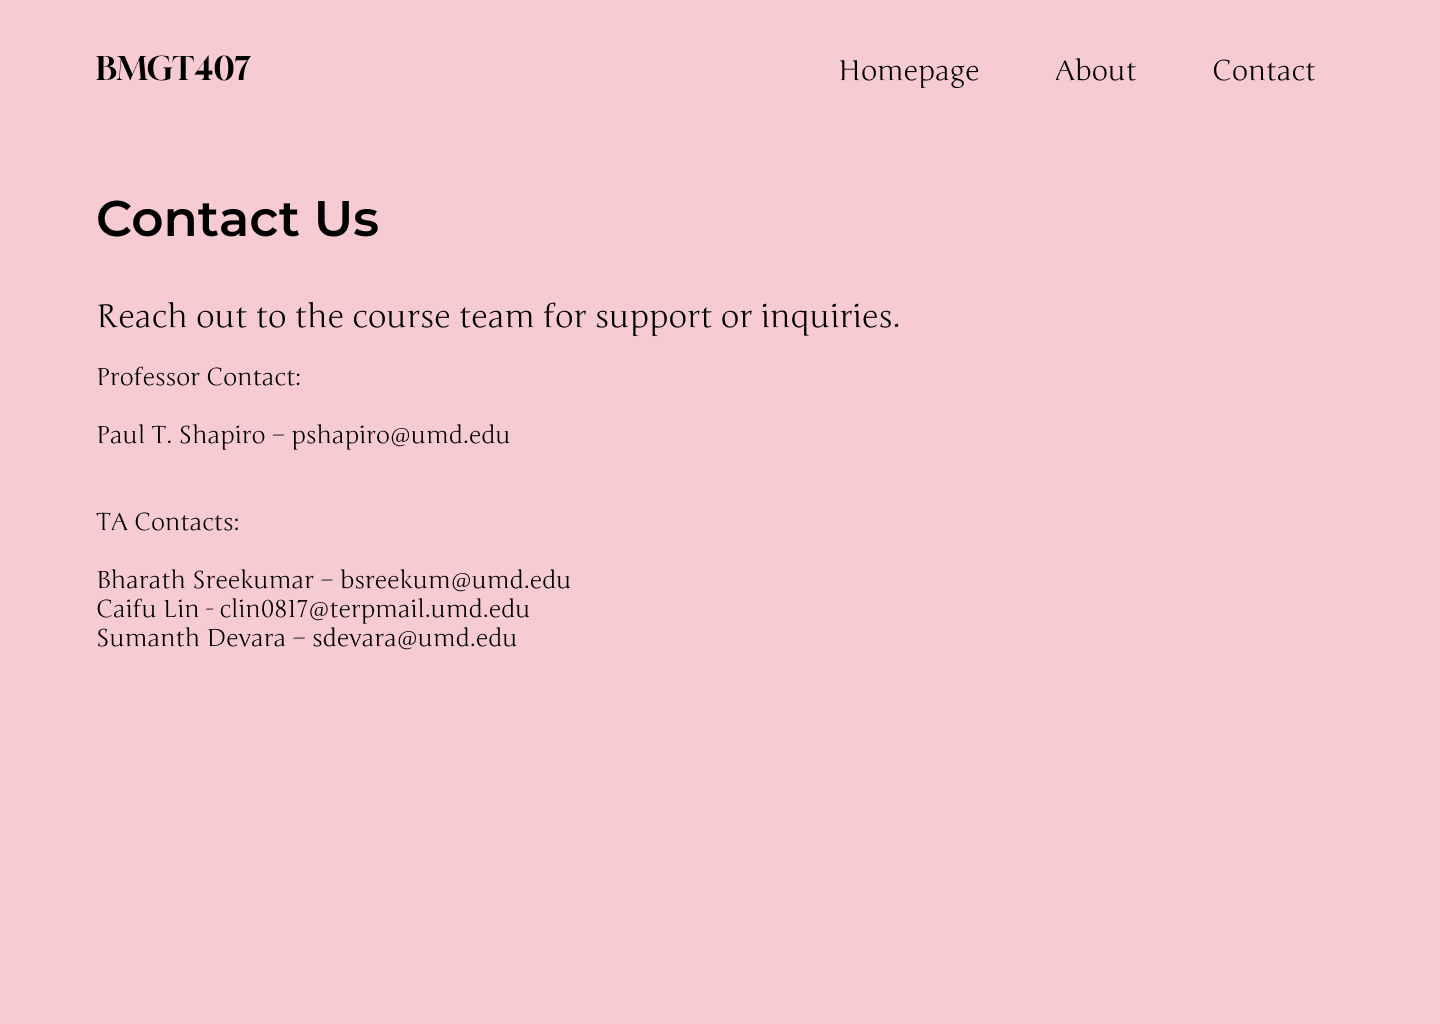 BMGT407
Homepage
About
Contact
Contact Us
Reach out to the course team for support or inquiries.
Professor Contact:
Paul T. Shapiro – pshapiro@umd.edu
TA Contacts:
Bharath Sreekumar – bsreekum@umd.edu
Caifu Lin - clin0817@terpmail.umd.edu
Sumanth Devara – sdevara@umd.edu